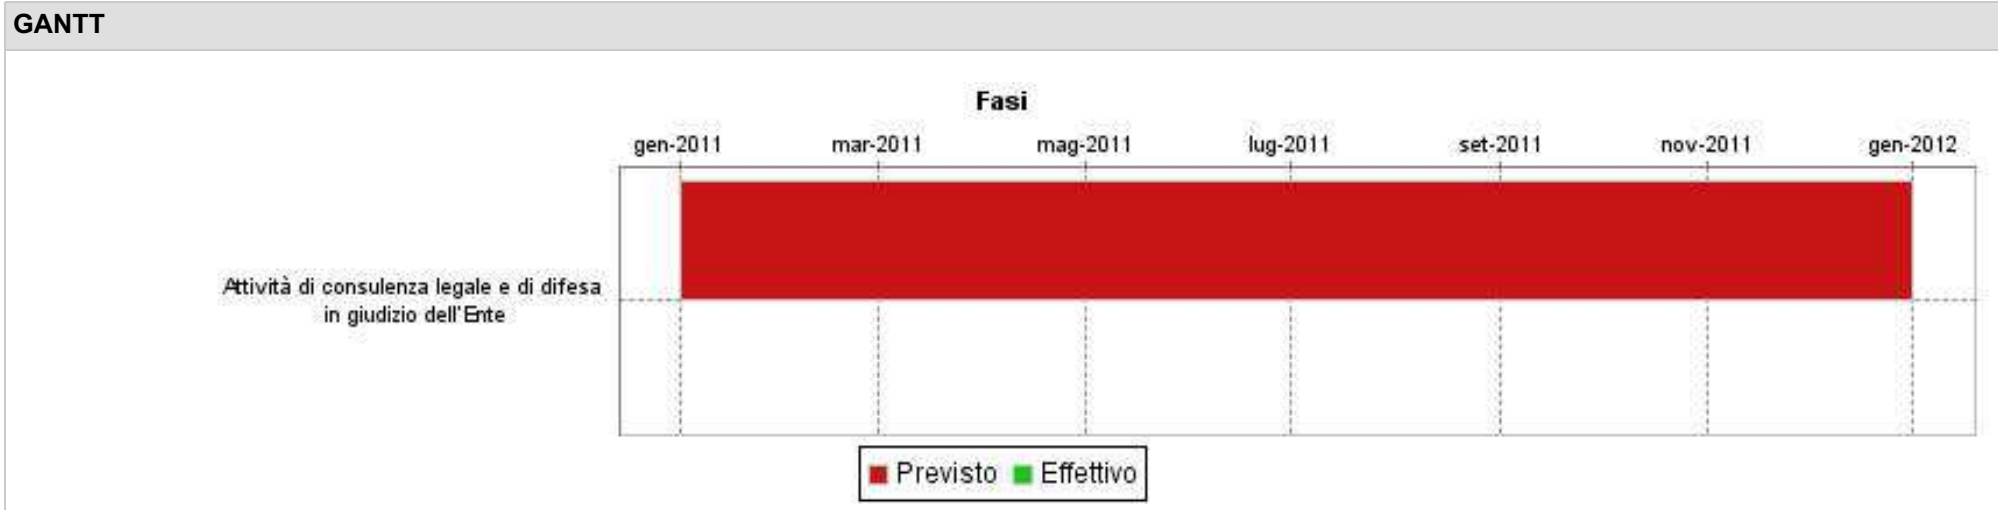 GANTT
Fasi
gen-2011 mar-2011 mag-2011 lug-2011 set-2011 nov-2011 gen-2012
Attività di consulenza legale e di difesa
in giudizio dell'Ente
Previsto Effettivo